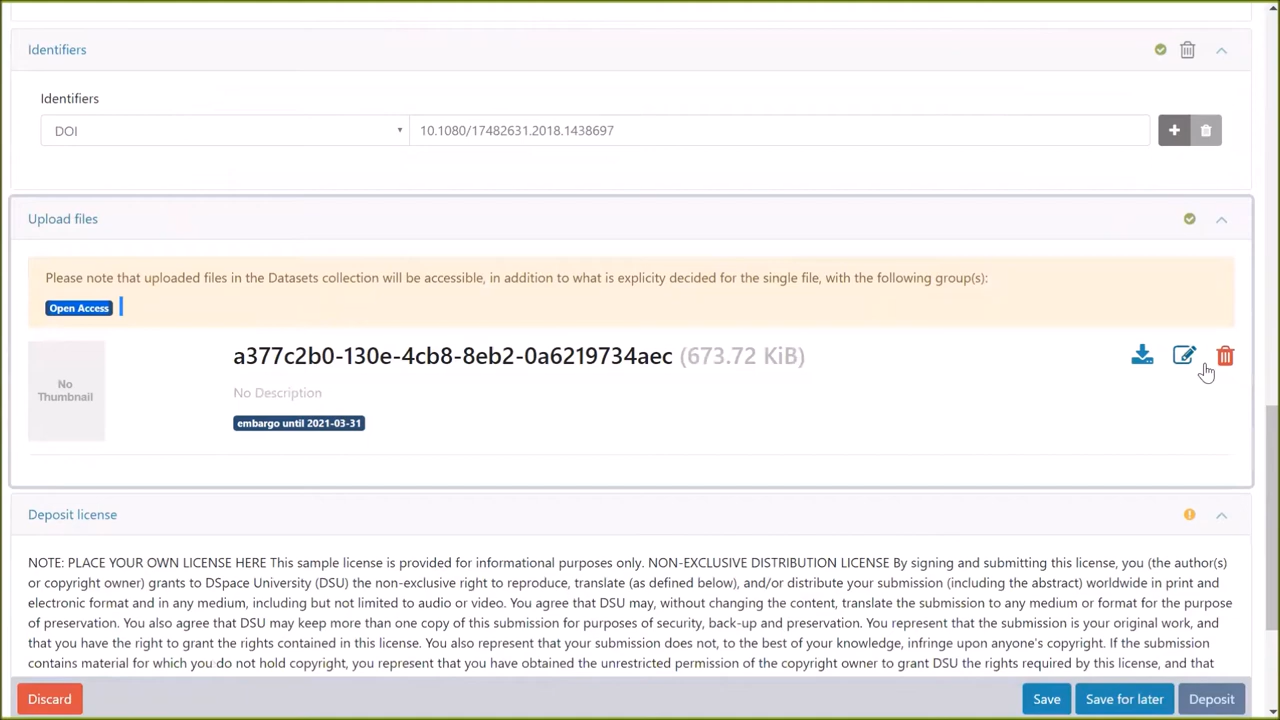 Identifiers
Identifiers
DOI
10.1080/17482631.2018.1438697
Upload files
Please note that uploaded files in the Datasets collection will be accessible, in addition to what is explicity decided for the single file, with the following group(s):
Open Access
No
Thumbnail
a377c2b0-130e-4cb8-8eb2-0a6219734aec (673.72 KiB)
No Description
embargo until 2021-03-31
Deposit license
NOTE: PLACE YOUR OWN LICENSE HERE This sample license is provided for informational purposes only. NON-EXCLUSIVE DISTRIBUTION LICENSE By signing and submitting this license, you (the author(s)
or copyright owner) grants to DSpace University (DSU) the non-exclusive right to reproduce, translate (as defined below), and/or distribute your submission (including the abstract) worldwide in print and
electronic format and in any medium, including but not limited to audio or video. You agree that DSU may, without changing the content, translate the submission to any medium or format for the purpose
of preservation. You also agree that DSU may keep more than one copy of this submission for purposes of security, back-up and preservation. You represent that the submission is your original work, and
that you have the right to grant the rights contained in this license. You also represent that your submission does not, to the best of your knowledge, infringe upon anyone's copyright. If the submission
contains material for which you do not hold copyright, you represent that you have obtained the unrestricted permission of the copyright owner to grant DSU the rights required by this license, and that
Discard
Save
Save for later
Deposit